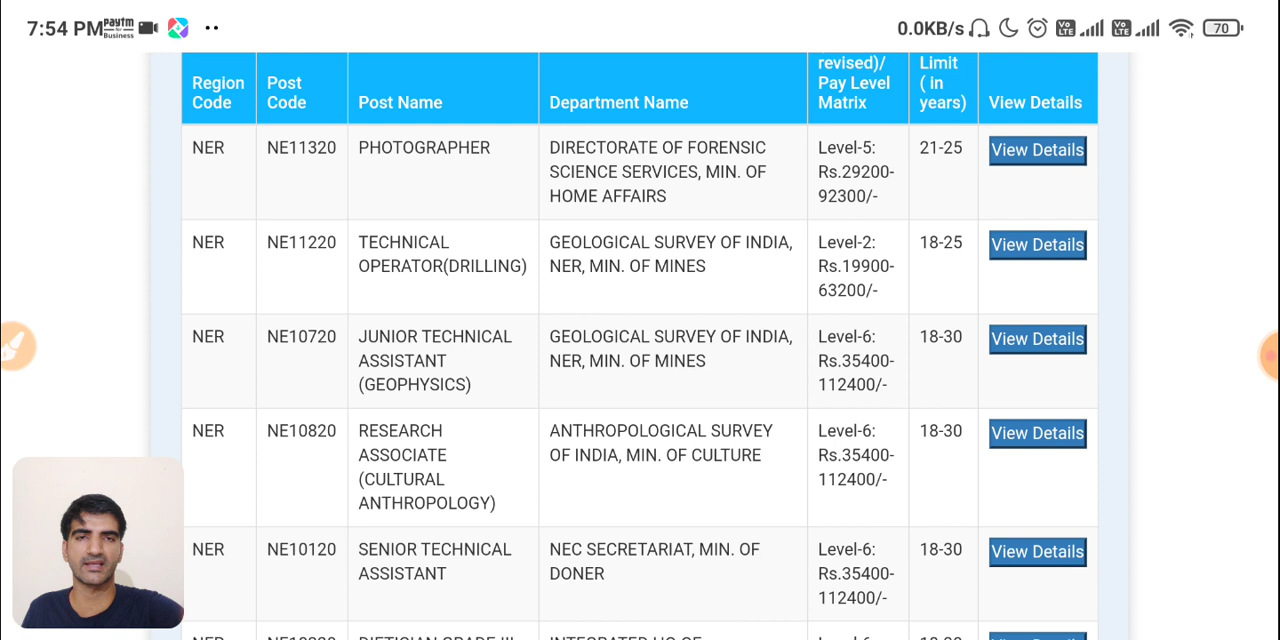 7:54 PM
Paytm
Business
0.0KB/s
Vo
LTE
Vo
LTE
70
revised)/
Pay Level
Matrix
Limit
( in
years)
Region
Code
Post
Code
Post Name
Department Name
View Details
NER
NE11320
PHOTOGRAPHER
DIRECTORATE OF FORENSIC
SCIENCE SERVICES, MIN. OF
HOME AFFAIRS
Level-5:
Rs.29200-
92300/-
21-25
View Details
NER
NE11220
TECHNICAL
OPERATOR(DRILLING)
GEOLOGICAL SURVEY OF INDIA,
NER, MIN. OF MINES
Level-2:
Rs.19900-
63200/-
18-25
View Details
NER
NE10720
JUNIOR TECHNICAL
ASSISTANT
(GEOPHYSICS)
GEOLOGICAL SURVEY OF INDIA,
NER, MIN. OF MINES
Level-6:
Rs.35400-
112400/-
18-30
View Details
NER
NE10820
RESEARCH
ASSOCIATE
(CULTURAL
ANTHROPOLOGY)
ANTHROPOLOGICAL SURVEY
OF INDIA, MIN. OF CULTURE
Level-6:
Rs.35400-
112400/-
18-30
View Details
NER
NE10120
SENIOR TECHNICAL
ASSISTANT
NEC SECRETARIAT, MIN. OF
DONER
Level-6:
Rs.35400-
112400/-
18-30
View Details